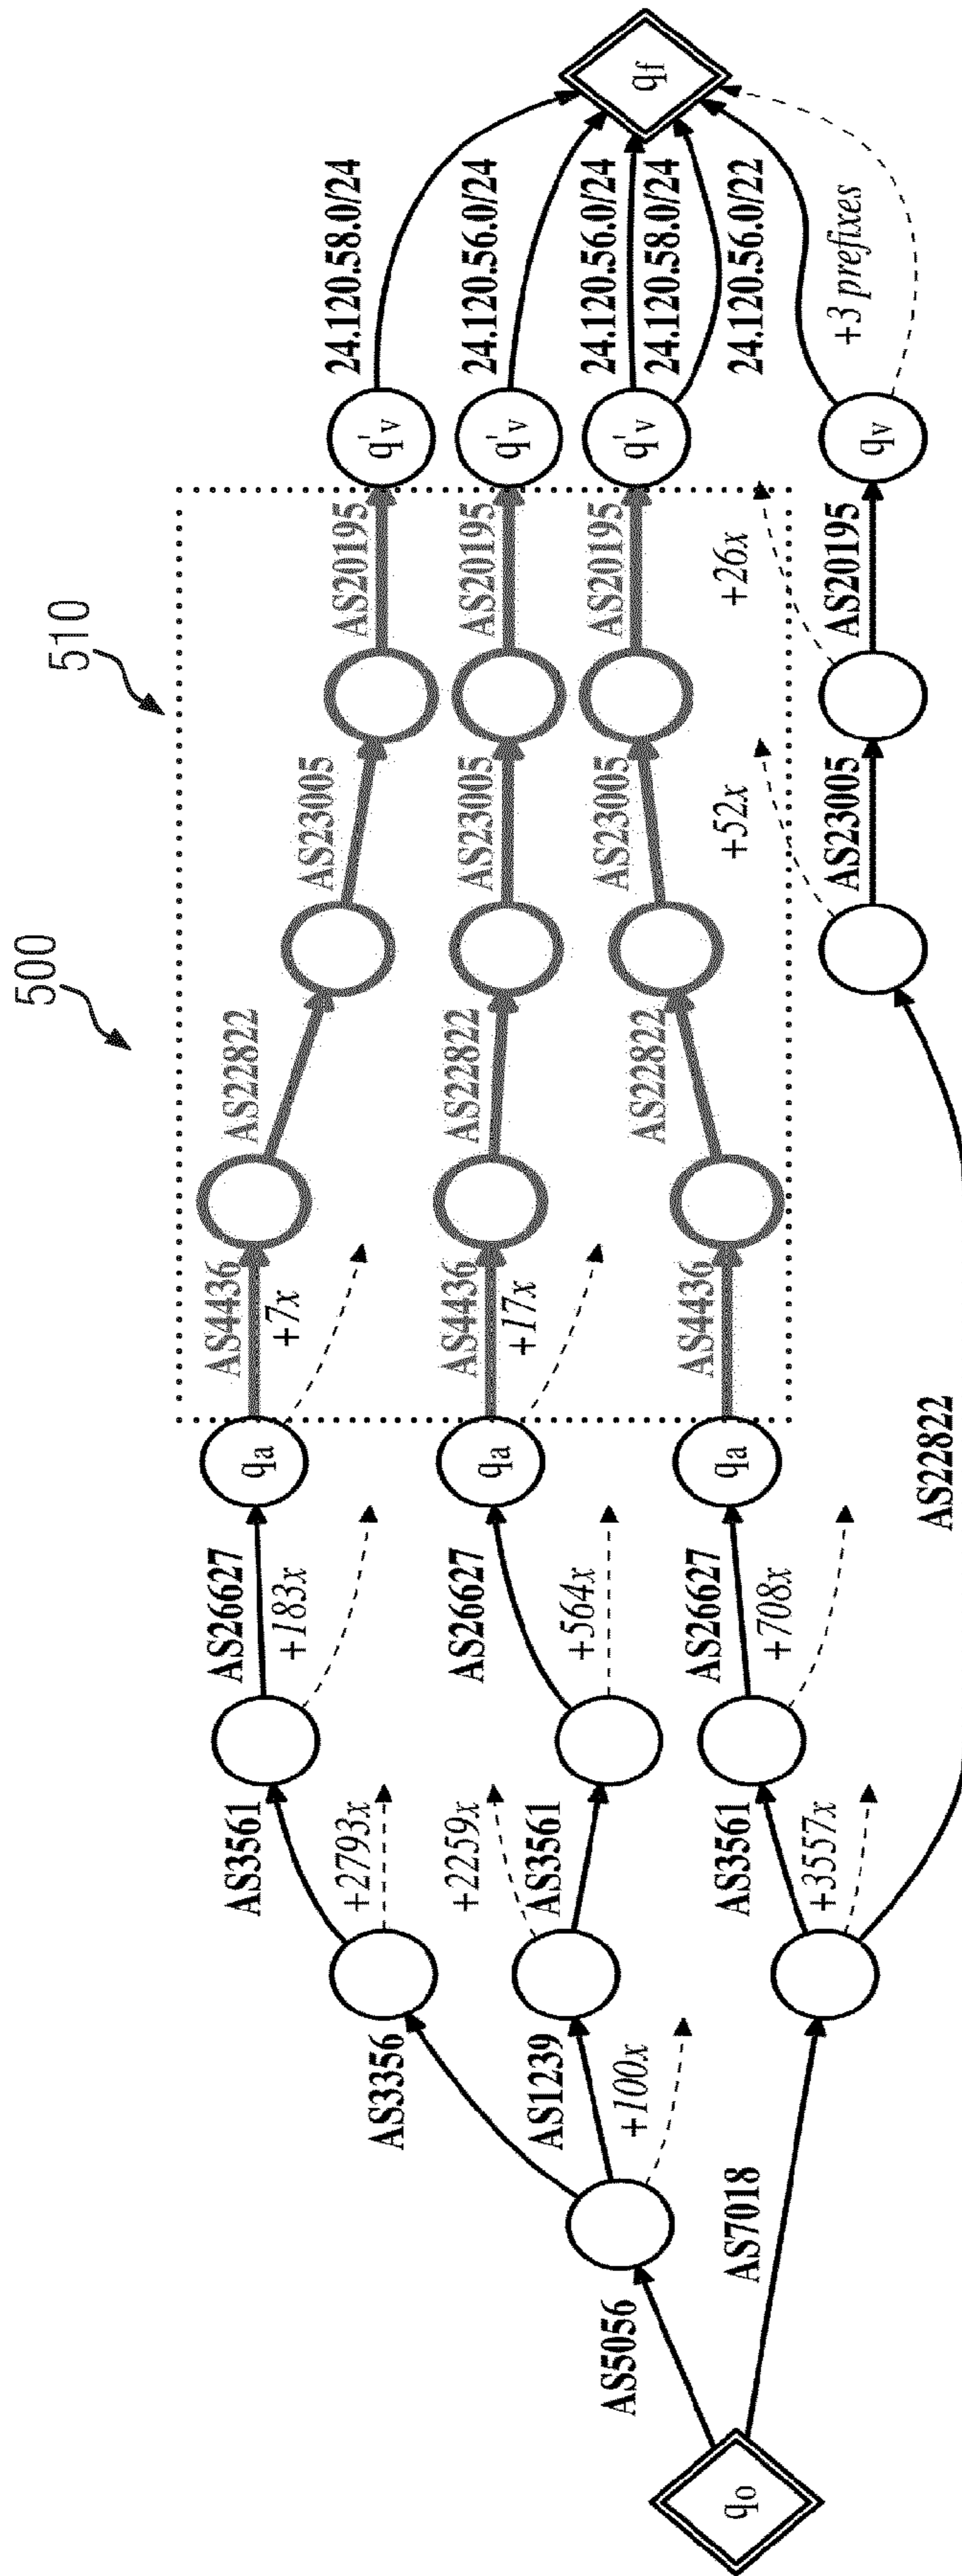 500
510
q₀
AS5056
AS7018
AS3356
AS1239
+100x
AS3561
+2793x
+2259x
AS3561
AS3561
+3557x
AS22822
AS26627
+183x
AS26627
+564x
AS26627
+708x
qₐ
qₐ
qₐ
AS4436
+7x
AS4436
+17x
AS4436
AS22822
AS22822
AS22822
AS23005
AS23005
AS23005
+52x
AS23005
AS20195
AS20195
AS20195
+26x
AS20195
q'ᵥ
q'ᵥ
q'ᵥ
qᵥ
24.120.58.0/24
24.120.56.0/24
24.120.56.0/24
24.120.58.0/24
24.120.56.0/22
+3 prefixes
qf